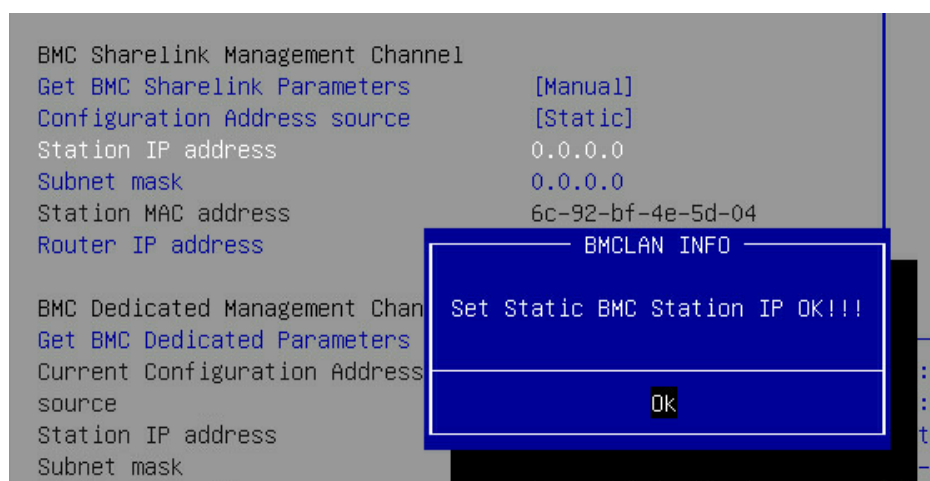 BMC Sharelink Management Channel
Get BMC Sharelink Parameters [Manual]
Configuration Address source [Static]
Station IP address 0.0.0.0
Subnet mask 0.0.0.0
Station MAC address 6c-92-bf-4e-5d-04
Router IP address
BMCLAN INFO
Set Static BMC Station IP OK!!!
Ok
BMC Dedicated Management Chan
Get BMC Dedicated Parameters
Current Configuration Address
source
Station IP address
Subnet mask